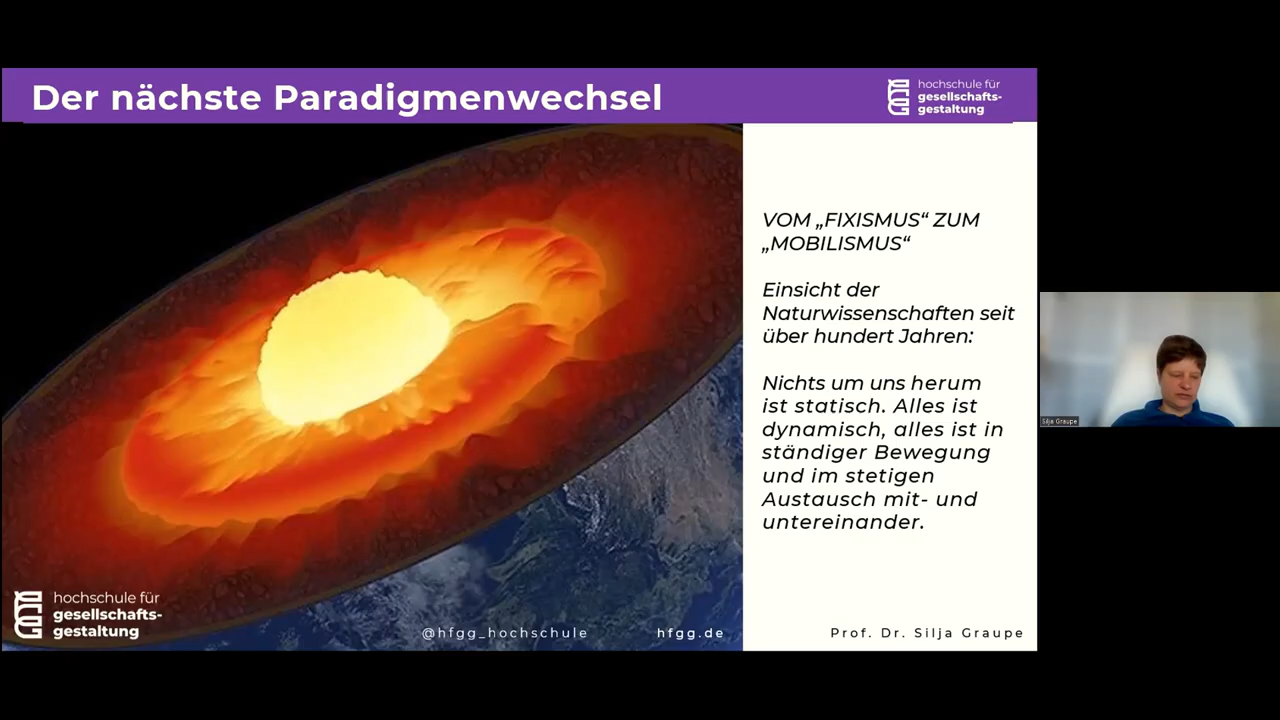 Der nächste Paradigmenwechsel
hochschule für
gesellschafts-
gestaltung
VOM „FIXISMUS“ ZUM
„MOBILISMUS“
Einsicht der
Naturwissenschaften seit
über hundert Jahren:
Nichts um uns herum
ist statisch. Alles ist
dynamisch, alles ist in
ständiger Bewegung
und im stetigen
Austausch mit- und
untereinander.
Silja Graupe
hochschule für
gesellschafts-
gestaltung
@hfgg_hochschule
hfgg.de
Prof. Dr. Silja Graupe